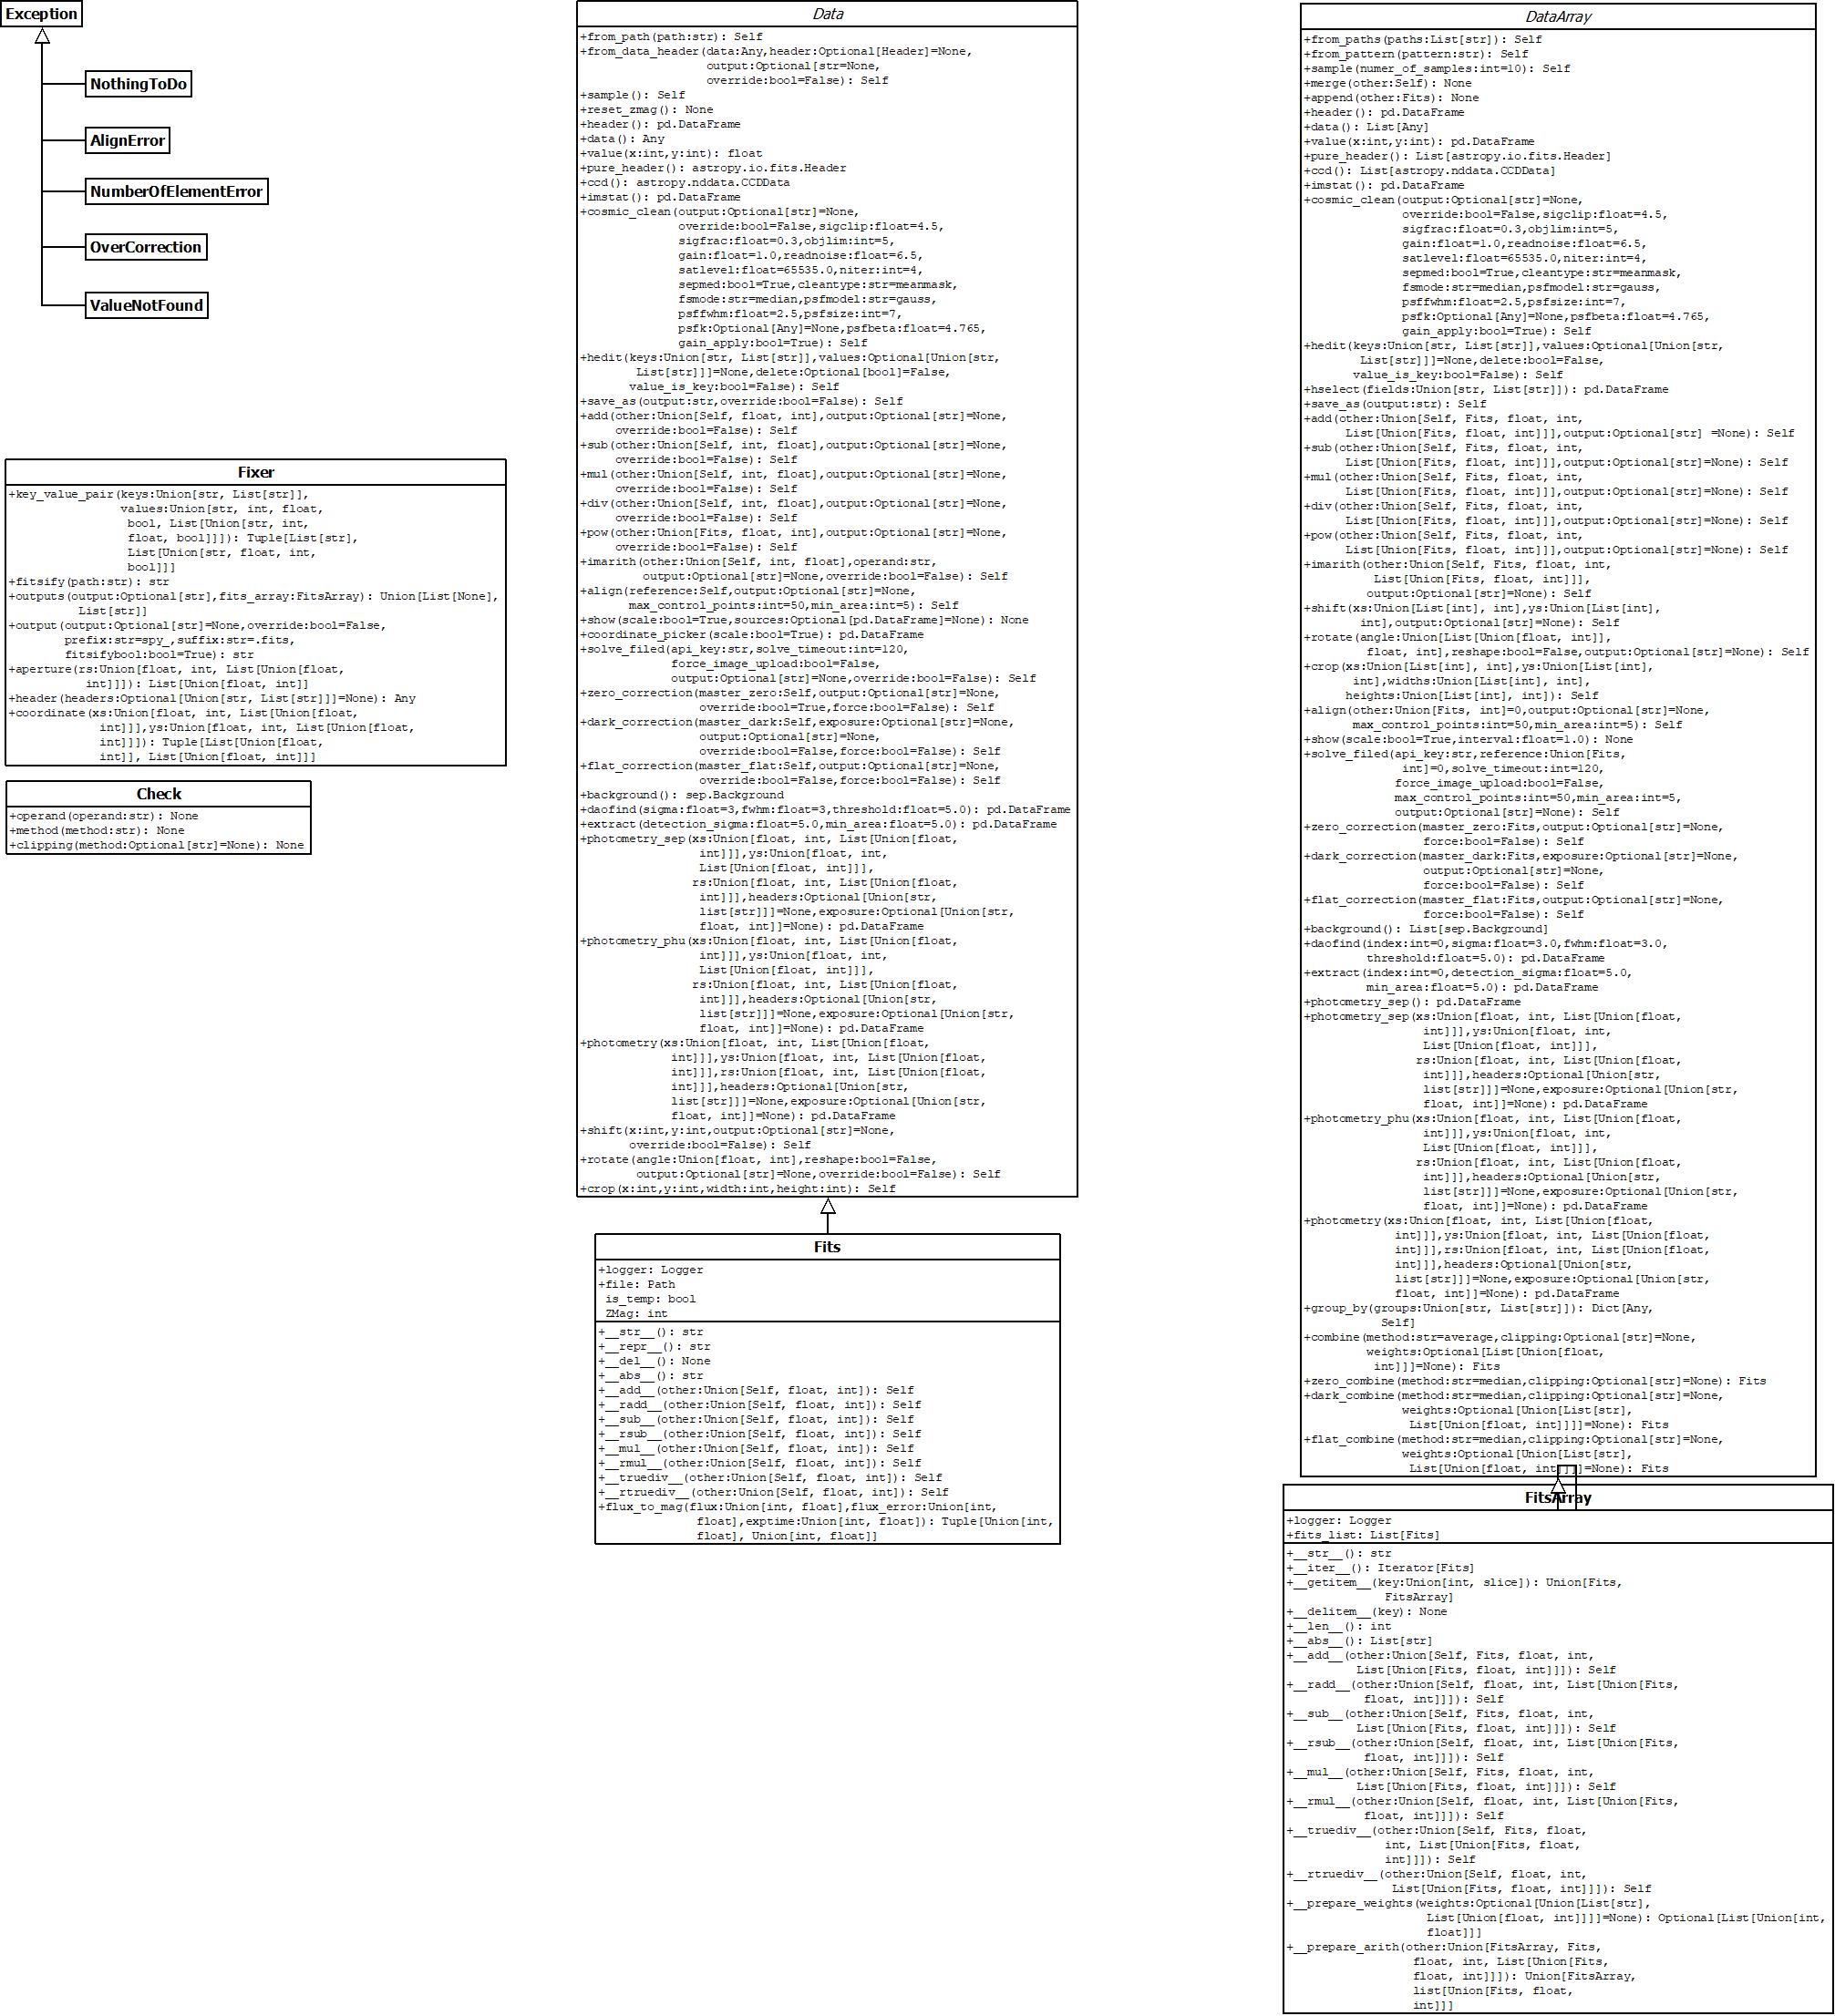 Exception
NothingToDo
AlignError
NumberOfElementError
OverCorrection
ValueNotFound
Fixer
+key_value_pair(keys:Union[str, List[str]],
values:Union[str, int, float,
bool, List[Union[str, int,
float, bool]]]): Tuple[List[str],
List[Union[str, float, int,
bool]]]
+fitsify(path:str): str
+outputs(output:Optional[str],fits_array:FitsArray): Union[List[None],
List[str]]
+output(output:Optional[str]=None,override:bool=False,
prefix:str=spy_,suffix:str=.fits,
fitsifybool:bool=True): str
+aperture(rs:Union[float, int, List[Union[float,
int]]]): List[Union[float, int]]
+header(headers:Optional[Union[str, List[str]]]=None): Any
+coordinate(xs:Union[float, int, List[Union[float,
int]]],ys:Union[float, int, List[Union[float,
int]]]): Tuple[List[Union[float,
int]], List[Union[float, int]]]
Check
+operand(operand:str): None
+method(method:str): None
+clipping(method:Optional[str]=None): None
Data
+from_path(path:str): Self
+from_data_header(data:Any,header:Optional[Header]=None,
output:Optional[str=None,
override:bool=False): Self
+sample(): Self
+reset_zmag(): None
+header(): pd.DataFrame
+data(): Any
+value(x:int,y:int): float
+pure_header(): astropy.io.fits.Header
+ccd(): astropy.nddata.CCDData
+imstat(): pd.DataFrame
+cosmic_clean(output:Optional[str]=None,
override:bool=False,sigclip:float=4.5,
sigfrac:float=0.3,objlim:int=5,
gain:float=1.0,readnoise:float=6.5,
satlevel:float=65535.0,niter:int=4,
sepmed:bool=True,cleantype:str=meanmask,
fsmode:str=median,psfmodel:str=gauss,
psffwhm:float=2.5,psfsize:int=7,
psfk:Optional[Any]=None,psfbeta:float=4.765,
gain_apply:bool=True): Self
+hedit(keys:Union[str, List[str]],values:Optional[Union[str,
List[str]]]=None,delete:Optional[bool]=False,
value_is_key:bool=False): Self
+save_as(output:str,override:bool=False): Self
+add(other:Union[Self, float, int],output:Optional[str]=None,
override:bool=False): Self
+sub(other:Union[Self, int, float],output:Optional[str]=None,
override:bool=False): Self
+mul(other:Union[Self, int, float],output:Optional[str]=None,
override:bool=False): Self
+div(other:Union[Self, int, float],output:Optional[str]=None,
override:bool=False): Self
+pow(other:Union[Fits, float, int],output:Optional[str]=None,
override:bool=False): Self
+imarith(other:Union[Self, int, float],operand:str,
output:Optional[str]=None,override:bool=False): Self
+align(reference:Self,output:Optional[str]=None,
max_control_points:int=50,min_area:int=5): Self
+show(scale:bool=True,sources:Optional[pd.DataFrame]=None): None
+coordinate_picker(scale:bool=True): pd.DataFrame
+solve_filed(api_key:str,solve_timeout:int=120,
force_image_upload:bool=False,
output:Optional[str]=None,override:bool=False): Self
+zero_correction(master_zero:Self,output:Optional[str]=None,
override:bool=True,force:bool=False): Self
+dark_correction(master_dark:Self,exposure:Optional[str]=None,
output:Optional[str]=None,
override:bool=False,force:bool=False): Self
+flat_correction(master_flat:Self,output:Optional[str]=None,
override:bool=False,force:bool=False): Self
+background(): sep.Background
+daofind(sigma:float=3,fwhm:float=3,threshold:float=5.0): pd.DataFrame
+extract(detection_sigma:float=5.0,min_area:float=5.0): pd.DataFrame
+photometry_sep(xs:Union[float, int, List[Union[float,
int]]],ys:Union[float, int,
List[Union[float, int]]],
rs:Union[float, int, List[Union[float,
int]]],headers:Optional[Union[str,
list[str]]]=None,exposure:Optional[Union[str,
float, int]]=None): pd.DataFrame
+photometry_phu(xs:Union[float, int, List[Union[float,
int]]],ys:Union[float, int,
List[Union[float, int]]],
rs:Union[float, int, List[Union[float,
int]]],headers:Optional[Union[str,
list[str]]]=None,exposure:Optional[Union[str,
float, int]]=None): pd.DataFrame
+photometry(xs:Union[float, int, List[Union[float,
int]]],ys:Union[float, int, List[Union[float,
int]]],rs:Union[float, int, List[Union[float,
int]]],headers:Optional[Union[str,
list[str]]]=None,exposure:Optional[Union[str,
float, int]]=None): pd.DataFrame
+shift(x:int,y:int,output:Optional[str]=None,
override:bool=False): Self
+rotate(angle:Union[float, int],reshape:bool=False,
output:Optional[str]=None,override:bool=False): Self
+crop(x:int,y:int,width:int,height:int): Self
Fits
+logger: Logger
+file: Path
is_temp: bool
ZMag: int
+__str__(): str
+__repr__(): str
+__del__(): None
+__abs__(): str
+__add__(other:Union[Self, float, int]): Self
+__radd__(other:Union[Self, float, int]): Self
+__sub__(other:Union[Self, float, int]): Self
+__rsub__(other:Union[Self, float, int]): Self
+__mul__(other:Union[Self, float, int]): Self
+__rmul__(other:Union[Self, float, int]): Self
+__truediv__(other:Union[Self, float, int]): Self
+__rtruediv__(other:Union[Self, float, int]): Self
+flux_to_mag(flux:Union[int, float],flux_error:Union[int,
float],exptime:Union[int, float]): Tuple[Union[int,
float], Union[int, float]]
DataArray
+from_paths(paths:List[str]): Self
+from_pattern(pattern:str): Self
+sample(numer_of_samples:int=10): Self
+merge(other:Self): None
+append(other:Fits): None
+header(): pd.DataFrame
+data(): List[Any]
+value(x:int,y:int): pd.DataFrame
+pure_header(): List[astropy.io.fits.Header]
+ccd(): List[astropy.nddata.CCDData]
+imstat(): pd.DataFrame
+cosmic_clean(output:Optional[str]=None,
override:bool=False,sigclip:float=4.5,
sigfrac:float=0.3,objlim:int=5,
gain:float=1.0,readnoise:float=6.5,
satlevel:float=65535.0,niter:int=4,
sepmed:bool=True,cleantype:str=meanmask,
fsmode:str=median,psfmodel:str=gauss,
psffwhm:float=2.5,psfsize:int=7,
psfk:Optional[Any]=None,psfbeta:float=4.765,
gain_apply:bool=True): Self
+hedit(keys:Union[str, List[str]],values:Optional[Union[str,
List[str]]]=None,delete:bool=False,
value_is_key:bool=False): Self
+hselect(fields:Union[str, List[str]]): pd.DataFrame
+save_as(output:str): Self
+add(other:Union[Self, Fits, float, int,
List[Union[Fits, float, int]]],output:Optional[str] =None): Self
+sub(other:Union[Self, Fits, float, int,
List[Union[Fits, float, int]]],output:Optional[str]=None): Self
+mul(other:Union[Self, Fits, float, int,
List[Union[Fits, float, int]]],output:Optional[str]=None): Self
+div(other:Union[Self, Fits, float, int,
List[Union[Fits, float, int]]],output:Optional[str]=None): Self
+pow(other:Union[Self, Fits, float, int,
List[Union[Fits, float, int]]],output:Optional[str]=None): Self
+imarith(other:Union[Self, Fits, float, int,
List[Union[Fits, float, int]]],
output:Optional[str]=None): Self
+shift(xs:Union[List[int], int],ys:Union[List[int],
int],output:Optional[str]=None): Self
+rotate(angle:Union[List[Union[float, int]],
float, int],reshape:bool=False,output:Optional[str]=None): Self
+crop(xs:Union[List[int], int],ys:Union[List[int],
int],widths:Union[List[int], int],
heights:Union[List[int], int]): Self
+align(other:Union[Fits, int]=0,output:Optional[str]=None,
max_control_points:int=50,min_area:int=5): Self
+show(scale:bool=True,interval:float=1.0): None
+solve_filed(api_key:str,reference:Union[Fits,
int]=0,solve_timeout:int=120,
force_image_upload:bool=False,
max_control_points:int=50,min_area:int=5,
output:Optional[str]=None): Self
+zero_correction(master_zero:Fits,output:Optional[str]=None,
force:bool=False): Self
+dark_correction(master_dark:Fits,exposure:Optional[str]=None,
output:Optional[str]=None,
force:bool=False): Self
+flat_correction(master_flat:Fits,output:Optional[str]=None,
force:bool=False): Self
+background(): List[sep.Background]
+daofind(index:int=0,sigma:float=3.0,fwhm:float=3.0,
threshold:float=5.0): pd.DataFrame
+extract(index:int=0,detection_sigma:float=5.0,
min_area:float=5.0): pd.DataFrame
+photometry_sep(): pd.DataFrame
+photometry_sep(xs:Union[float, int, List[Union[float,
int]]],ys:Union[float, int,
List[Union[float, int]]],
rs:Union[float, int, List[Union[float,
int]]],headers:Optional[Union[str,
list[str]]]=None,exposure:Optional[Union[str,
float, int]]=None): pd.DataFrame
+photometry_phu(xs:Union[float, int, List[Union[float,
int]]],ys:Union[float, int,
List[Union[float, int]]],
rs:Union[float, int, List[Union[float,
int]]],headers:Optional[Union[str,
list[str]]]=None,exposure:Optional[Union[str,
float, int]]=None): pd.DataFrame
+photometry(xs:Union[float, int, List[Union[float,
int]]],ys:Union[float, int, List[Union[float,
int]]],rs:Union[float, int, List[Union[float,
int]]],headers:Optional[Union[str,
list[str]]]=None,exposure:Optional[Union[str,
float, int]]=None): pd.DataFrame
+group_by(groups:Union[str, List[str]]): Dict[Any,
Self]
+combine(method:str=average,clipping:Optional[str]=None,
weights:Optional[List[Union[float,
int]]]=None): Fits
+zero_combine(method:str=median,clipping:Optional[str]=None): Fits
+dark_combine(method:str=median,clipping:Optional[str]=None,
weights:Optional[Union[List[str],
List[Union[float, int]]]]=None): Fits
+flat_combine(method:str=median,clipping:Optional[str]=None,
weights:Optional[Union[List[str],
List[Union[float, int]]]]=None): Fits
FitsArray
+logger: Logger
+fits_list: List[Fits]
+__str__(): str
+__iter__(): Iterator[Fits]
+__getitem__(key:Union[int, slice]): Union[Fits,
FitsArray]
+__delitem__(key): None
+__len__(): int
+__abs__(): List[str]
+__add__(other:Union[Self, Fits, float, int,
List[Union[Fits, float, int]]]): Self
+__radd__(other:Union[Self, float, int, List[Union[Fits,
float, int]]]): Self
+__sub__(other:Union[Self, Fits, float, int,
List[Union[Fits, float, int]]]): Self
+__rsub__(other:Union[Self, float, int, List[Union[Fits,
float, int]]]): Self
+__mul__(other:Union[Self, Fits, float, int,
List[Union[Fits, float, int]]]): Self
+__rmul__(other:Union[Self, float, int, List[Union[Fits,
float, int]]]): Self
+__truediv__(other:Union[Self, Fits, float,
int, List[Union[Fits, float,
int]]]): Self
+__rtruediv__(other:Union[Self, float, int,
List[Union[Fits, float, int]]]): Self
+__prepare_weights(weights:Optional[Union[List[str],
List[Union[float, int]]]]=None): Optional[List[Union[int,
float]]]
+__prepare_arith(other:Union[FitsArray, Fits,
float, int, List[Union[Fits,
float, int]]]): Union[FitsArray,
list[Union[Fits, float,
int]]]